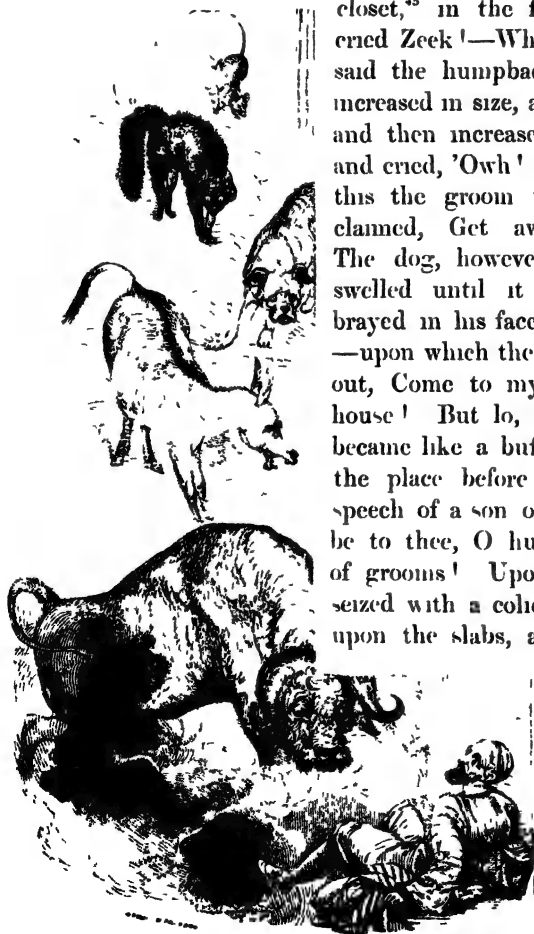 closet,⁴⁵ in the f
cried Zeek!—Wh
said the humpbac
increased in size, a
and then increase
and cried, 'Owh!
this the groom
claimed, Get aw
The dog, howeve
swelled until it
brayed in his face
—upon which the
out, Come to my
house! But lo,
became like a buf
the place before
speech of a son o
be to thee, O hu
of grooms! Upo
seized with a colic
upon the slabs, a